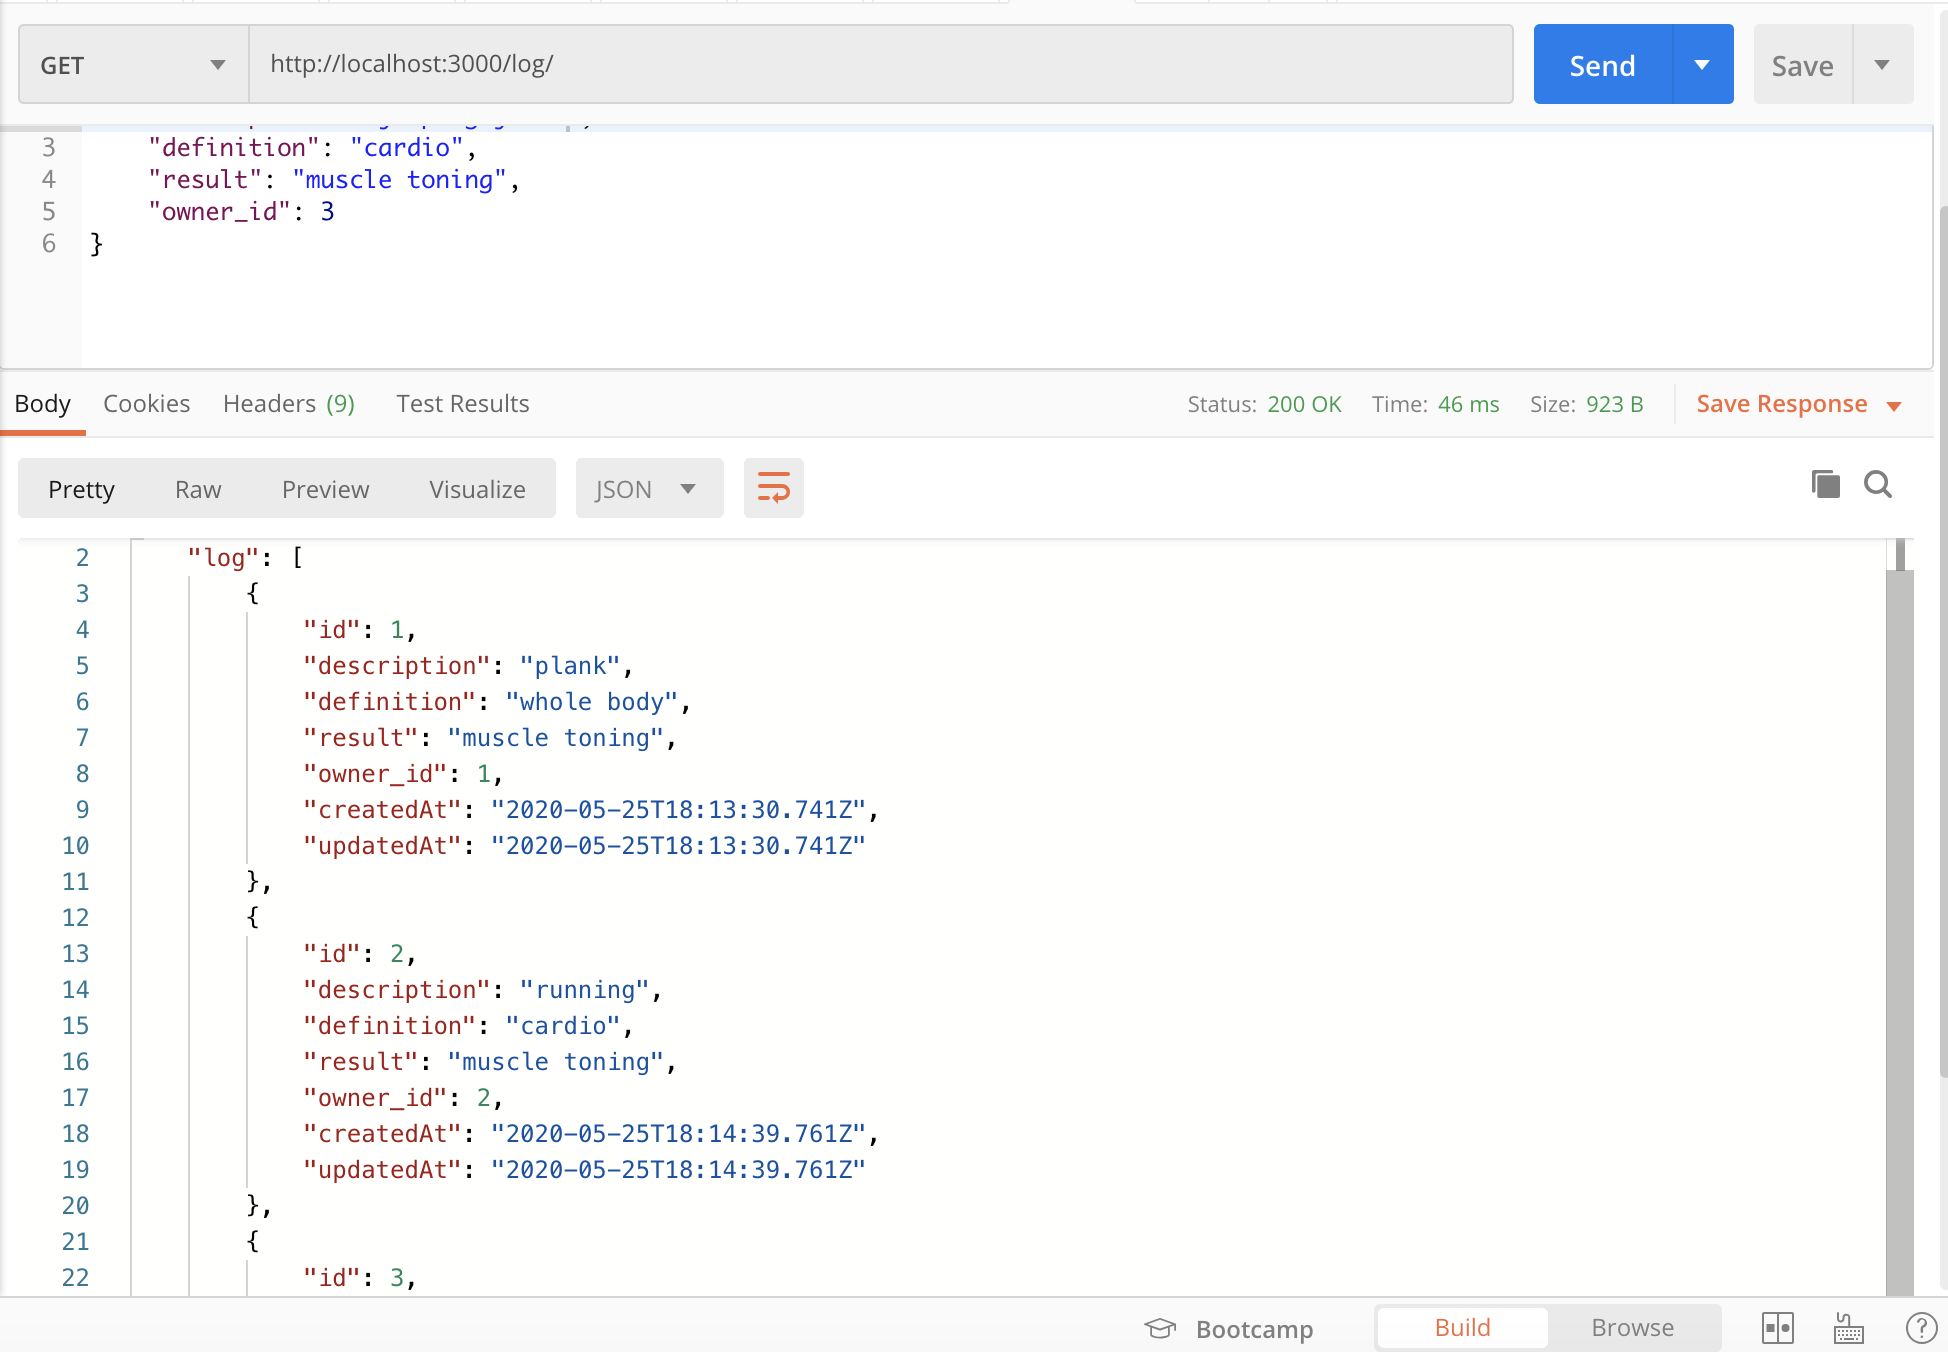 GET http://localhost:3000/log/ Send Save
3 "definition": "cardio",
4 "result": "muscle toning",
5 "owner_id": 3
6 }
Body Cookies Headers (9) Test Results Status: 200 OK Time: 46 ms Size: 923 B Save Response
Pretty Raw Preview Visualize JSON
2 "log": [
3 {
4 "id": 1,
5 "description": "plank",
6 "definition": "whole body",
7 "result": "muscle toning",
8 "owner_id": 1,
9 "createdAt": "2020-05-25T18:13:30.741Z",
10 "updatedAt": "2020-05-25T18:13:30.741Z"
11 },
12 {
13 "id": 2,
14 "description": "running",
15 "definition": "cardio",
16 "result": "muscle toning",
17 "owner_id": 2,
18 "createdAt": "2020-05-25T18:14:39.761Z",
19 "updatedAt": "2020-05-25T18:14:39.761Z"
20 },
21 {
22 "id": 3,
Bootcamp Build Browse ?